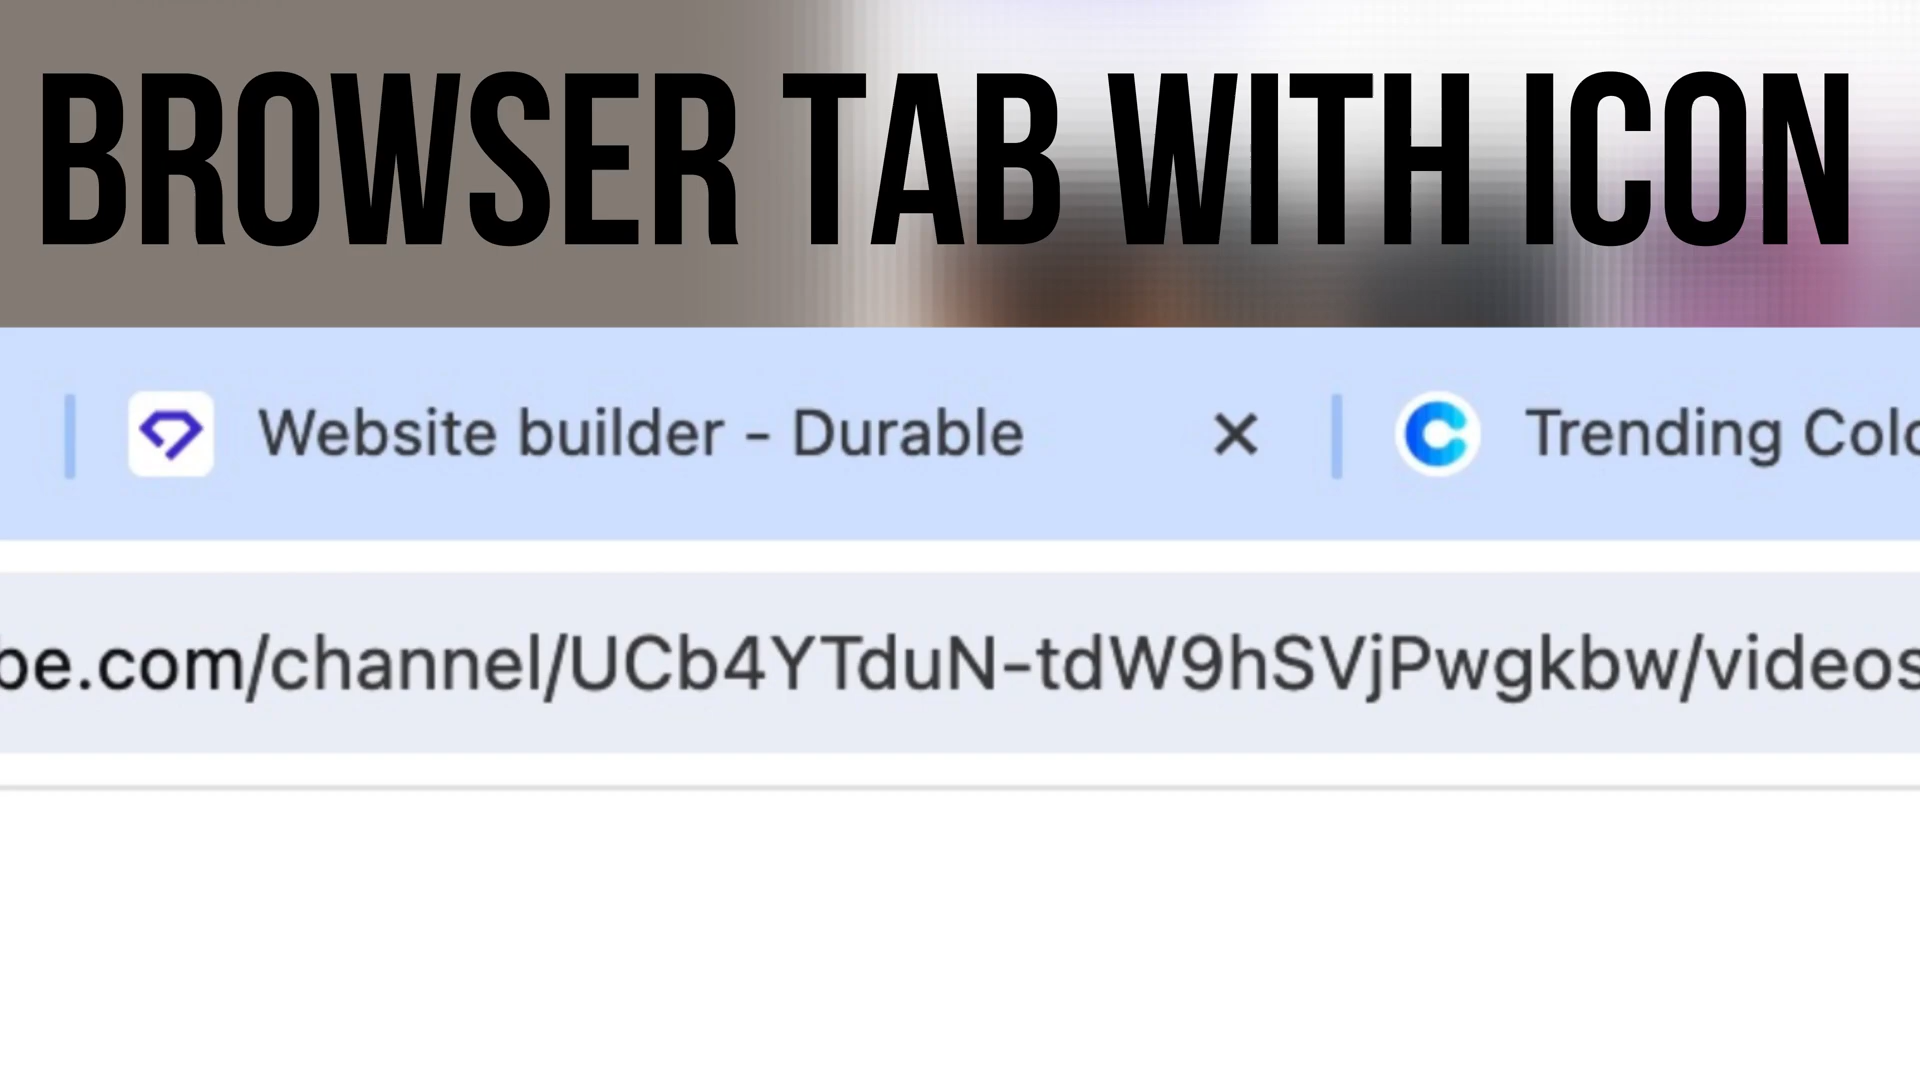 BROWSER TAB WITH ICON
Website builder - Durable
Trending Colo
be.com/channel/UCb4YTduN-tdW9hSVjPwgkbw/videos